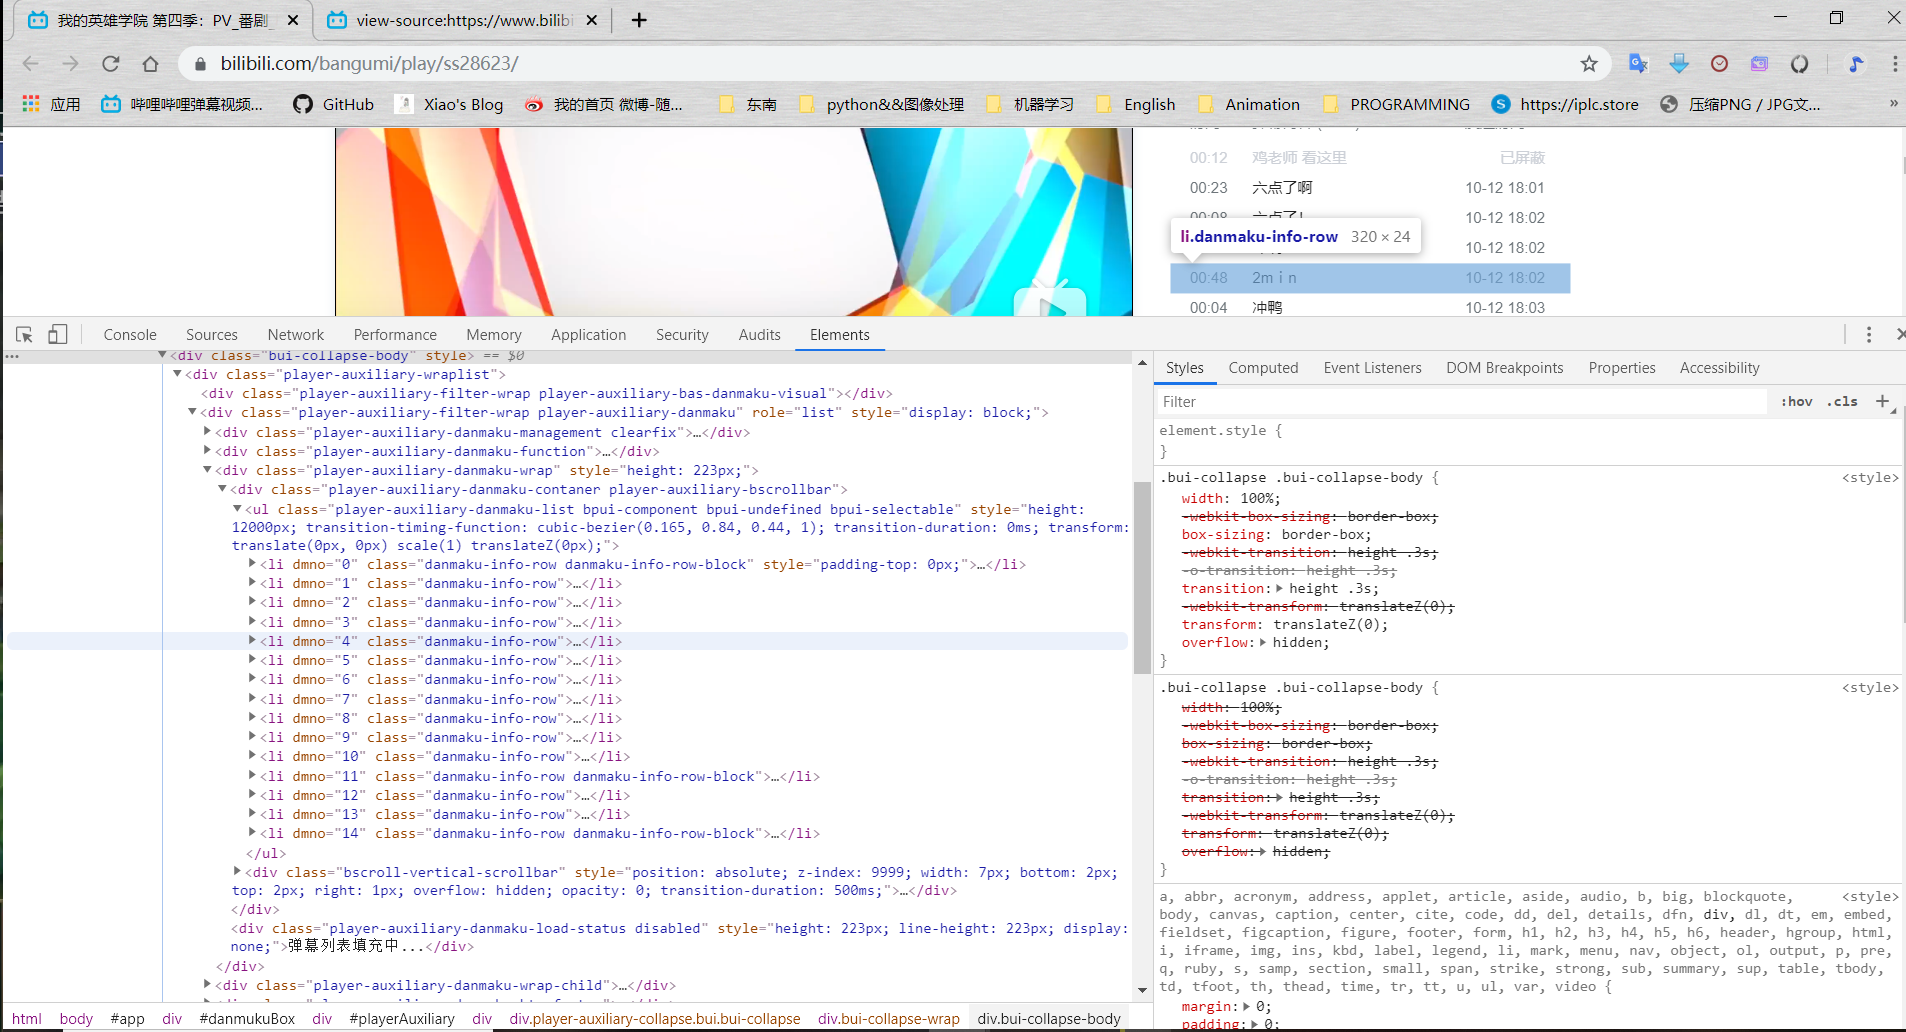 我的英雄学院 第四季：PV_番剧_
view-source:https://www.bilibi
bilibili.com/bangumi/play/ss28623/
应用 哔哩哔哩弹幕视频... GitHub Xiao's Blog 我的首页 微博-随... 东南 python&&图像处理 机器学习 English Animation PROGRAMMING https://iplc.store 压缩PNG / JPG文... »
00:12 鸡老师 看这里 已屏蔽
00:23 六点了啊 10-12 18:01
00:08 六点了! 10-12 18:02
li.danmaku-info-row 320 × 24
10-12 18:02
00:48 2m i n 10-12 18:02
00:04 冲鸭 10-12 18:03
Console Sources Network Performance Memory Application Security Audits Elements
<div class="bui-collapse-body" style> == $0
<div class="player-auxiliary-wraplist">
<div class="player-auxiliary-filter-wrap player-auxiliary-bas-danmaku-visual"></div>
<div class="player-auxiliary-filter-wrap player-auxiliary-danmaku" role="list" style="display: block;">
<div class="player-auxiliary-danmaku-management clearfix">…</div>
<div class="player-auxiliary-danmaku-function">…</div>
<div class="player-auxiliary-danmaku-wrap" style="height: 223px;">
<div class="player-auxiliary-danmaku-contaner player-auxiliary-bscrollbar">
<ul class="player-auxiliary-danmaku-list bpui-component bpui-undefined bpui-selectable" style="height:
12000px; transition-timing-function: cubic-bezier(0.165, 0.84, 0.44, 1); transition-duration: 0ms; transform:
translate(0px, 0px) scale(1) translateZ(0px);">
<li dmno="0" class="danmaku-info-row danmaku-info-row-block" style="padding-top: 0px;">…</li>
<li dmno="1" class="danmaku-info-row">…</li>
<li dmno="2" class="danmaku-info-row">…</li>
<li dmno="3" class="danmaku-info-row">…</li>
<li dmno="4" class="danmaku-info-row">…</li>
<li dmno="5" class="danmaku-info-row">…</li>
<li dmno="6" class="danmaku-info-row">…</li>
<li dmno="7" class="danmaku-info-row">…</li>
<li dmno="8" class="danmaku-info-row">…</li>
<li dmno="9" class="danmaku-info-row">…</li>
<li dmno="10" class="danmaku-info-row">…</li>
<li dmno="11" class="danmaku-info-row danmaku-info-row-block">…</li>
<li dmno="12" class="danmaku-info-row">…</li>
<li dmno="13" class="danmaku-info-row">…</li>
<li dmno="14" class="danmaku-info-row danmaku-info-row-block">…</li>
</ul>
<div class="bscroll-vertical-scrollbar" style="position: absolute; z-index: 9999; width: 7px; bottom: 2px;
top: 2px; right: 1px; overflow: hidden; opacity: 0; transition-duration: 500ms;">…</div>
</div>
<div class="player-auxiliary-danmaku-load-status disabled" style="height: 223px; line-height: 223px; display:
none;">弹幕列表填充中...</div>
</div>
<div class="player-auxiliary-danmaku-wrap-child">…</div>
html body #app div #danmukuBox div #playerAuxiliary div div.player-auxiliary-collapse.bui.bui-collapse div.bui-collapse-wrap div.bui-collapse-body
Styles Computed Event Listeners DOM Breakpoints Properties Accessibility
Filter :hov .cls +
element.style {
}
.bui-collapse .bui-collapse-body { <style>
width: 100%;
-webkit-box-sizing: border-box;
box-sizing: border-box;
-webkit-transition: height .3s;
-o-transition: height .3s;
transition: height .3s;
-webkit-transform: translateZ(0);
transform: translateZ(0);
overflow: hidden;
}
.bui-collapse .bui-collapse-body { <style>
width: 100%;
-webkit-box-sizing: border-box;
box-sizing: border-box;
-webkit-transition: height .3s;
-o-transition: height .3s;
transition: height .3s;
-webkit-transform: translateZ(0);
transform: translateZ(0);
overflow: hidden;
}
a, abbr, acronym, address, applet, article, aside, audio, b, big, blockquote, <style>
body, canvas, caption, center, cite, code, dd, del, details, dfn, div, dl, dt, em, embed,
fieldset, figcaption, figure, footer, form, h1, h2, h3, h4, h5, h6, header, hgroup, html,
i, iframe, img, ins, kbd, label, legend, li, mark, menu, nav, object, ol, output, p, pre,
q, ruby, s, samp, section, small, span, strike, strong, sub, summary, sup, table, tbody,
td, tfoot, th, thead, time, tr, tt, u, ul, var, video {
margin: 0;
padding: 0;